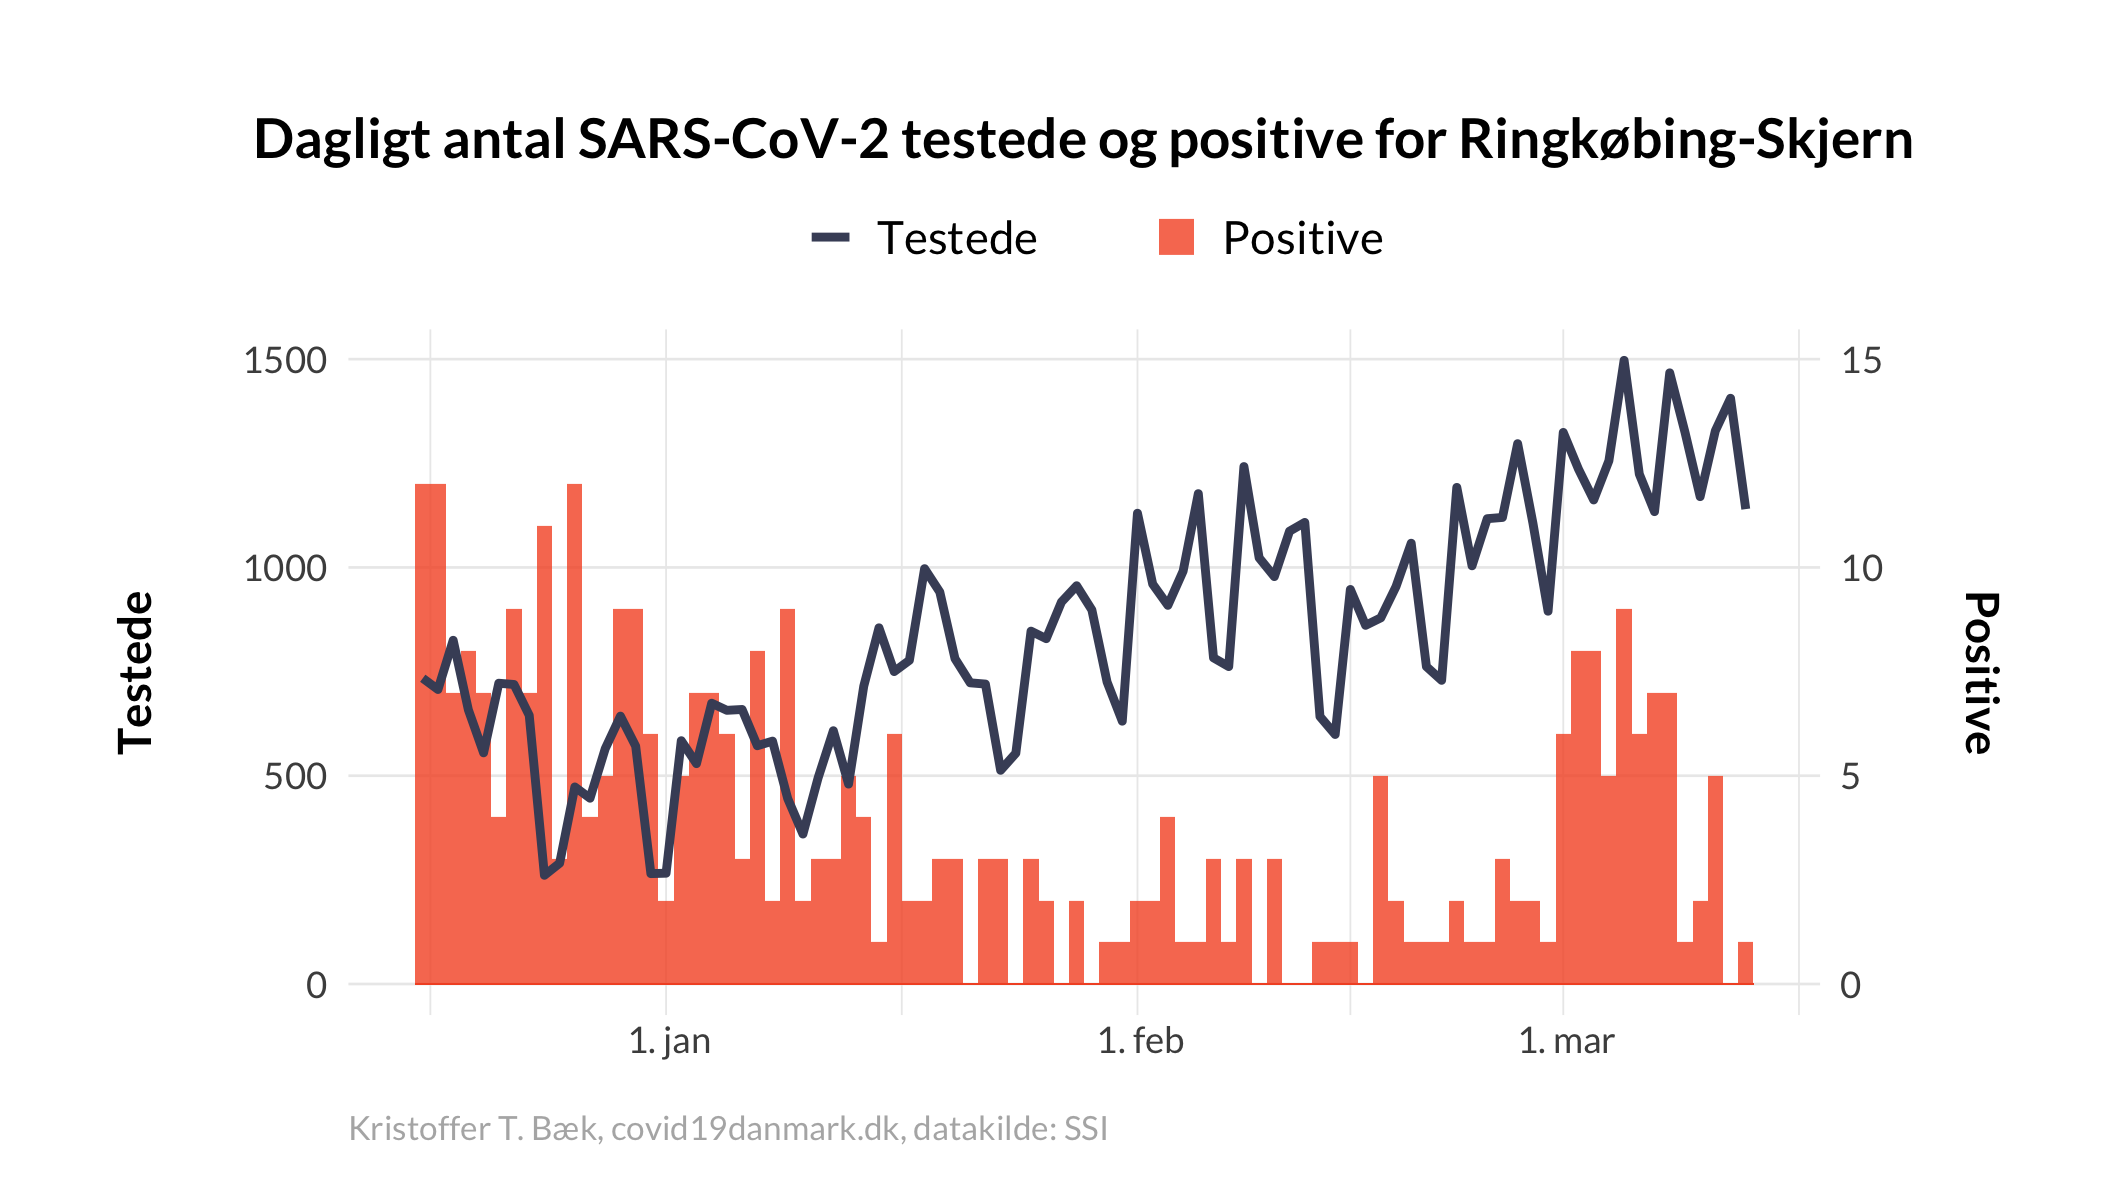 Dagligt antal SARS-CoV-2 testede og positive for Ringkøbing-Skjern
Testede
Positive
1500
15
1000
10
Testede
Positive
500
5
0
0
1. jan
1. feb
1. mar
Kristoffer T. Bæk, covid19danmark.dk, datakilde: SSI